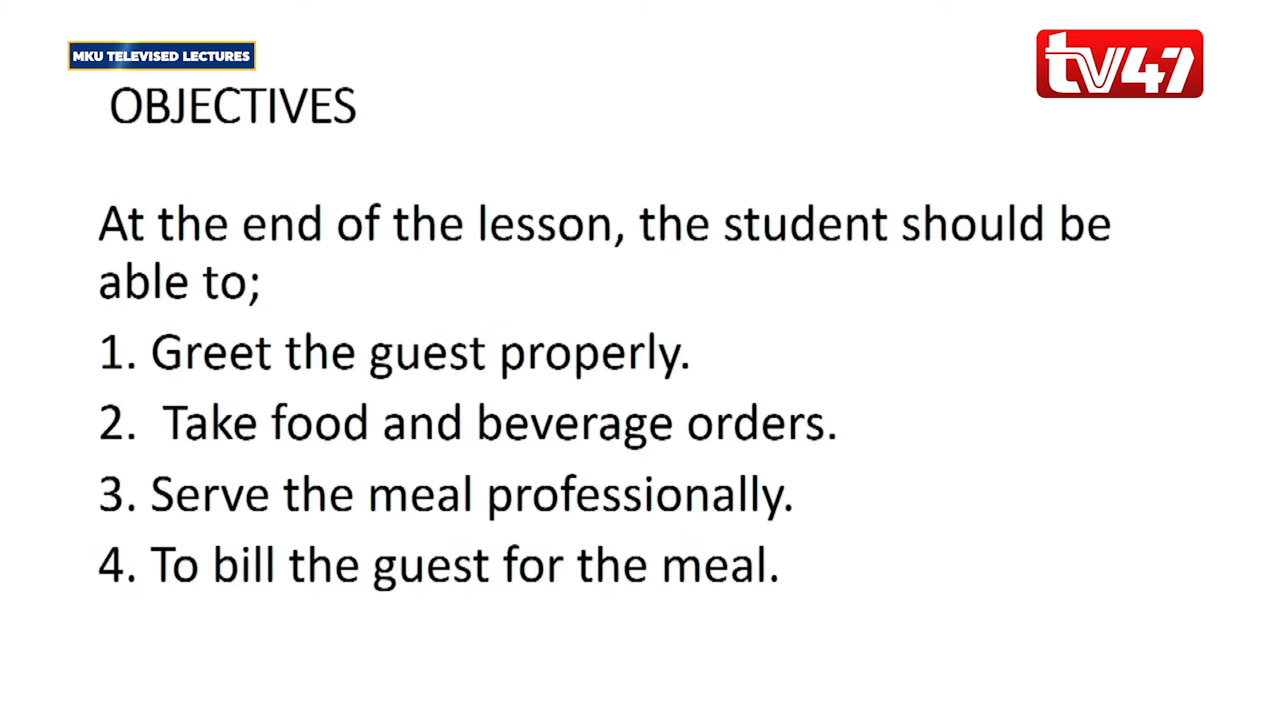 MKU TELEVISED LECTURES
tv47
OBJECTIVES
At the end of the lesson, the student should be
able to;
1. Greet the guest properly.
2.  Take food and beverage orders.
3. Serve the meal professionally.
4. To bill the guest for the meal.